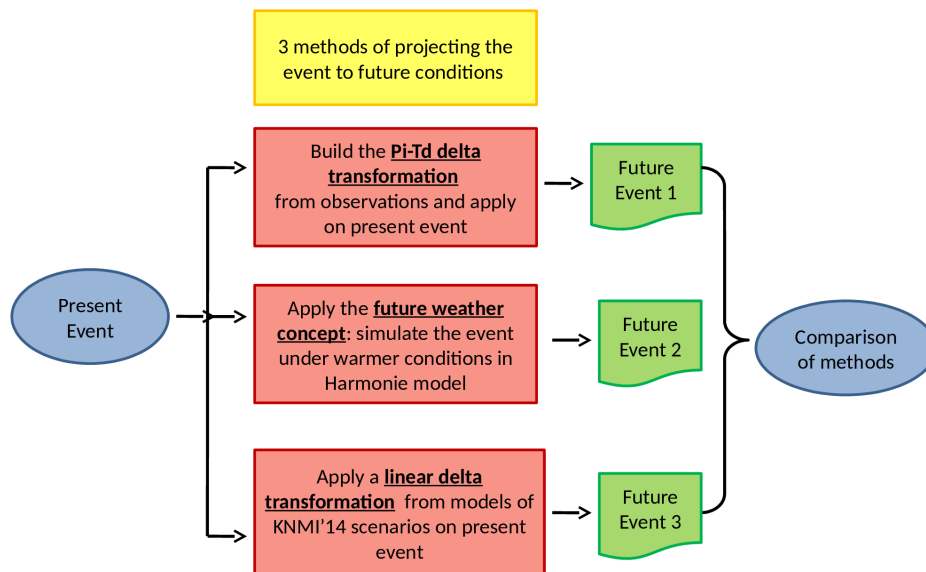 3 methods of projecting the
event to future conditions
Build the Pi-Td delta
transformation
from observations and apply
on present event
Future
Event 1
Present
Event
Apply the future weather
concept: simulate the event
under warmer conditions in
Harmonie model
Future
Event 2
Comparison
of methods
Apply a linear delta
transformation from models of
KNMI’14 scenarios on present
event
Future
Event 3